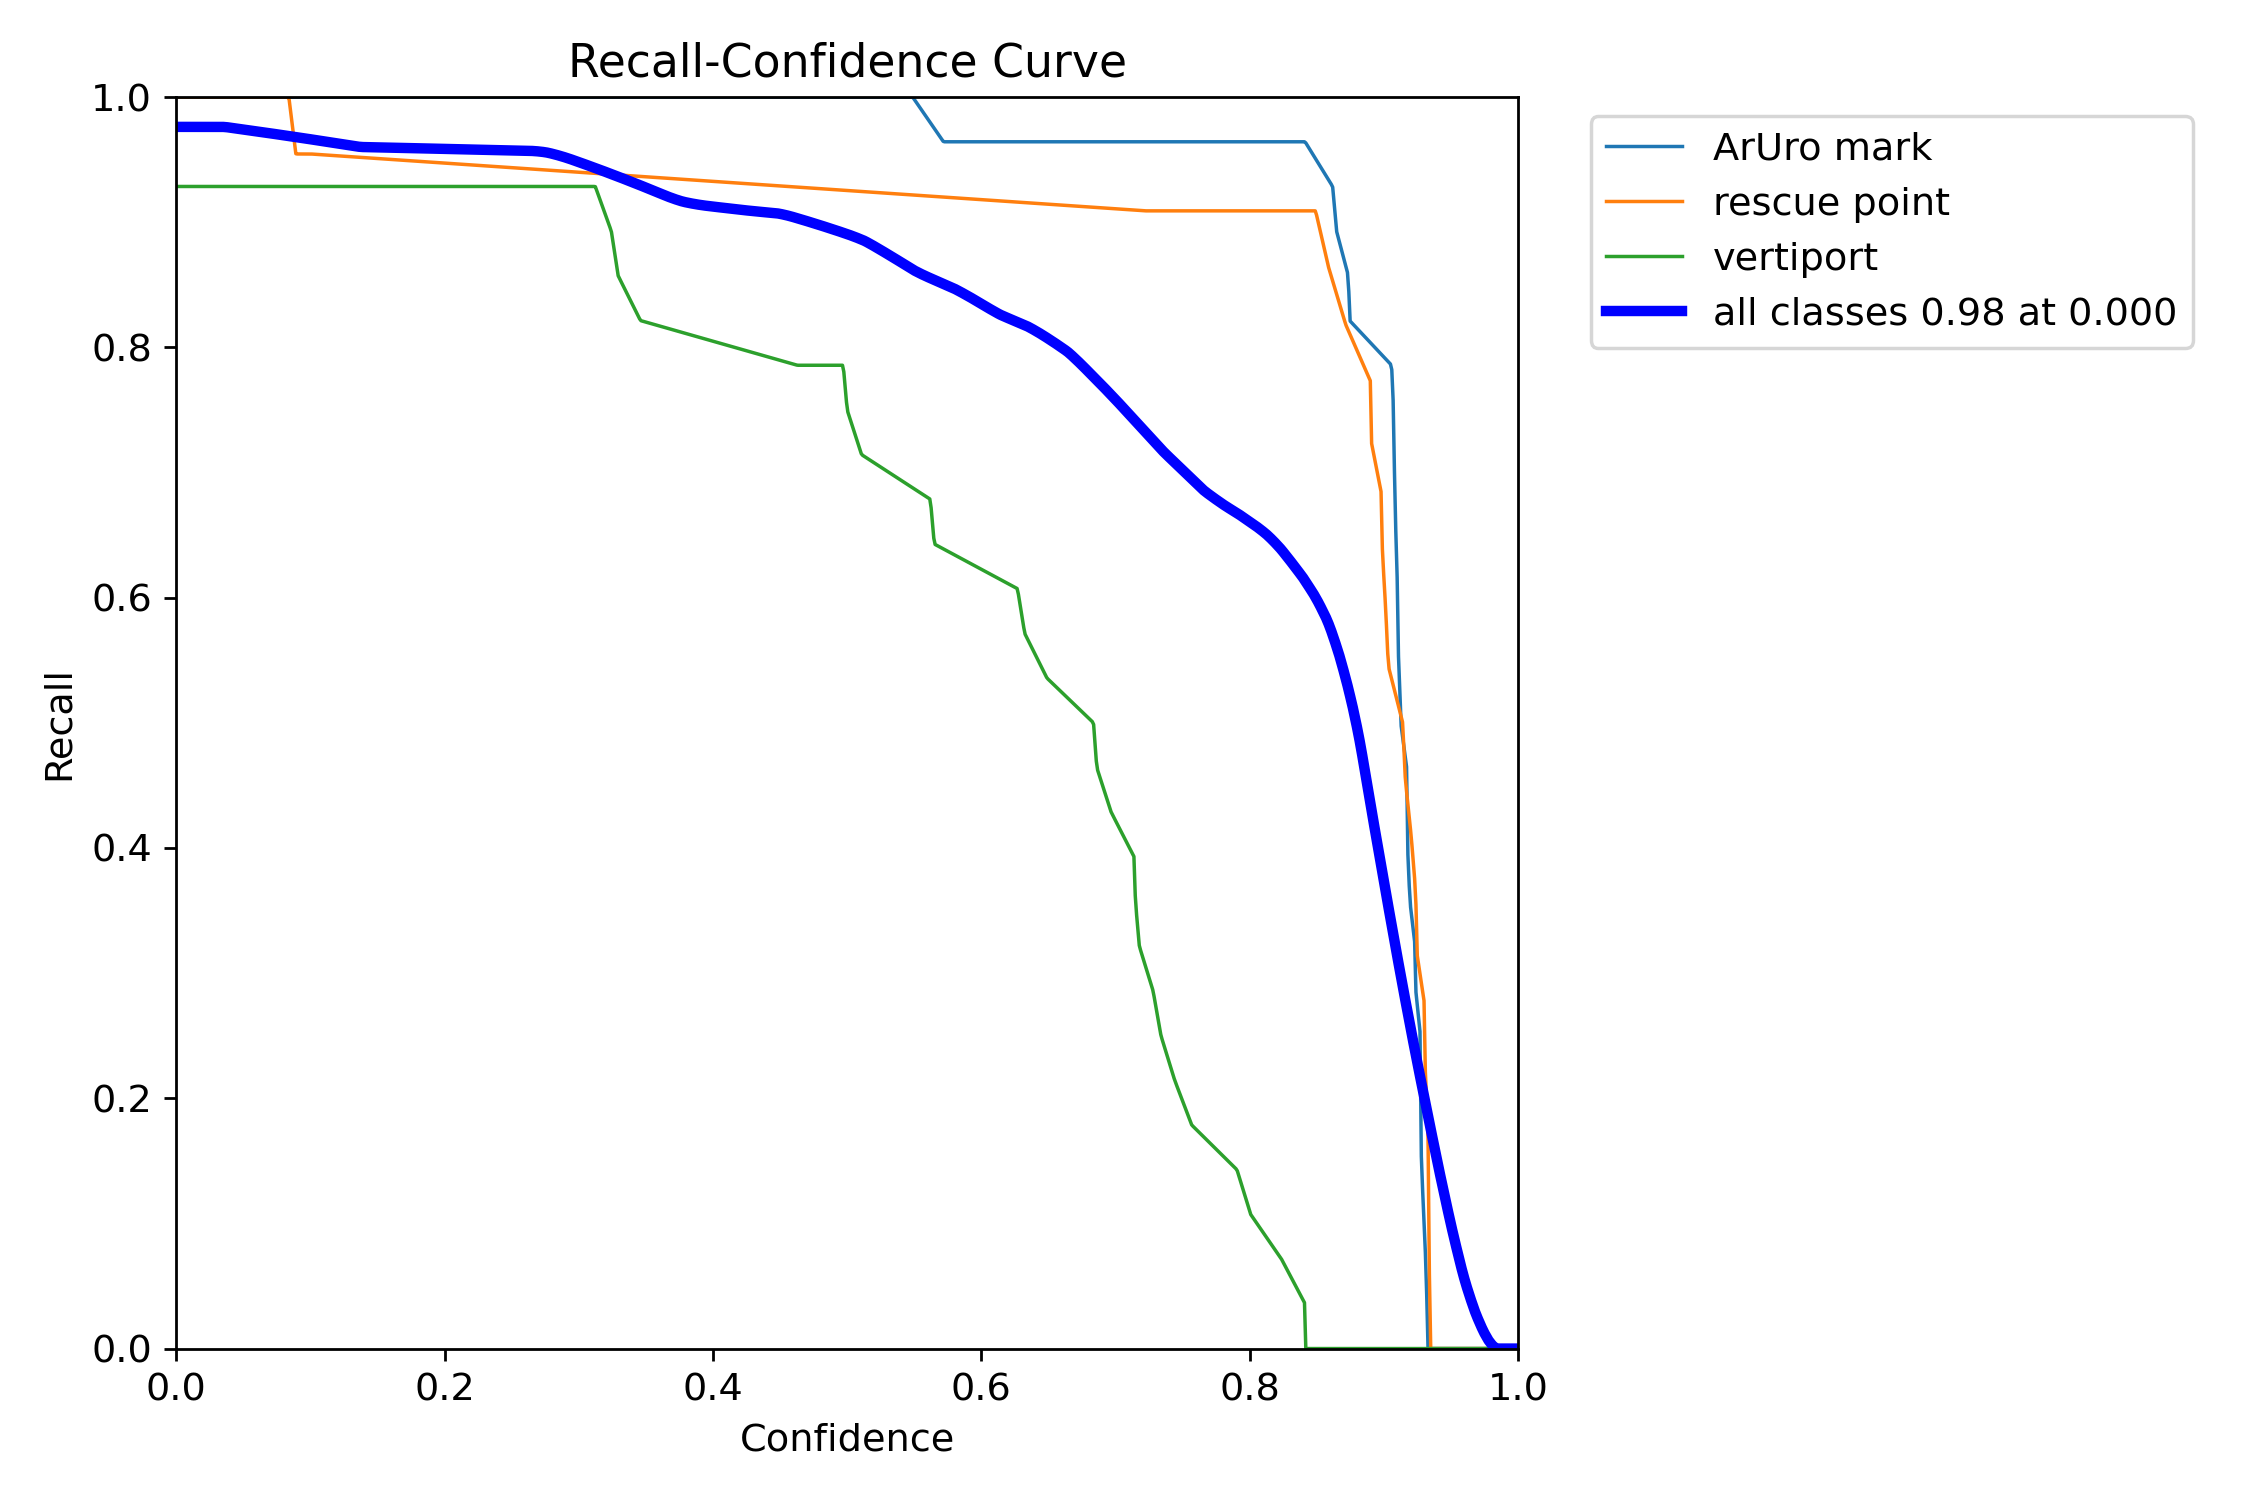 Recall-Confidence Curve
1.0
0.8
0.6
0.4
0.2
0.0
Recall
0.0 0.2 0.4 0.6 0.8 1.0
Confidence
ArUro mark
rescue point
vertiport
all classes 0.98 at 0.000